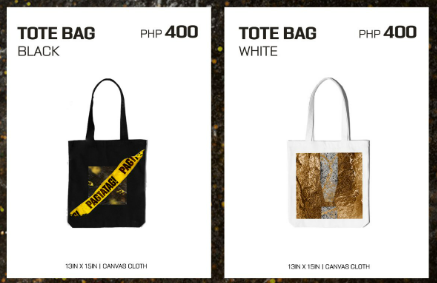 TOTE BAG
PHP 400
BLACK
PAGTATAG!
13IN X 15IN | CANVAS CLOTH
TOTE BAG
PHP 400
WHITE
13IN X 15IN | CANVAS CLOTH